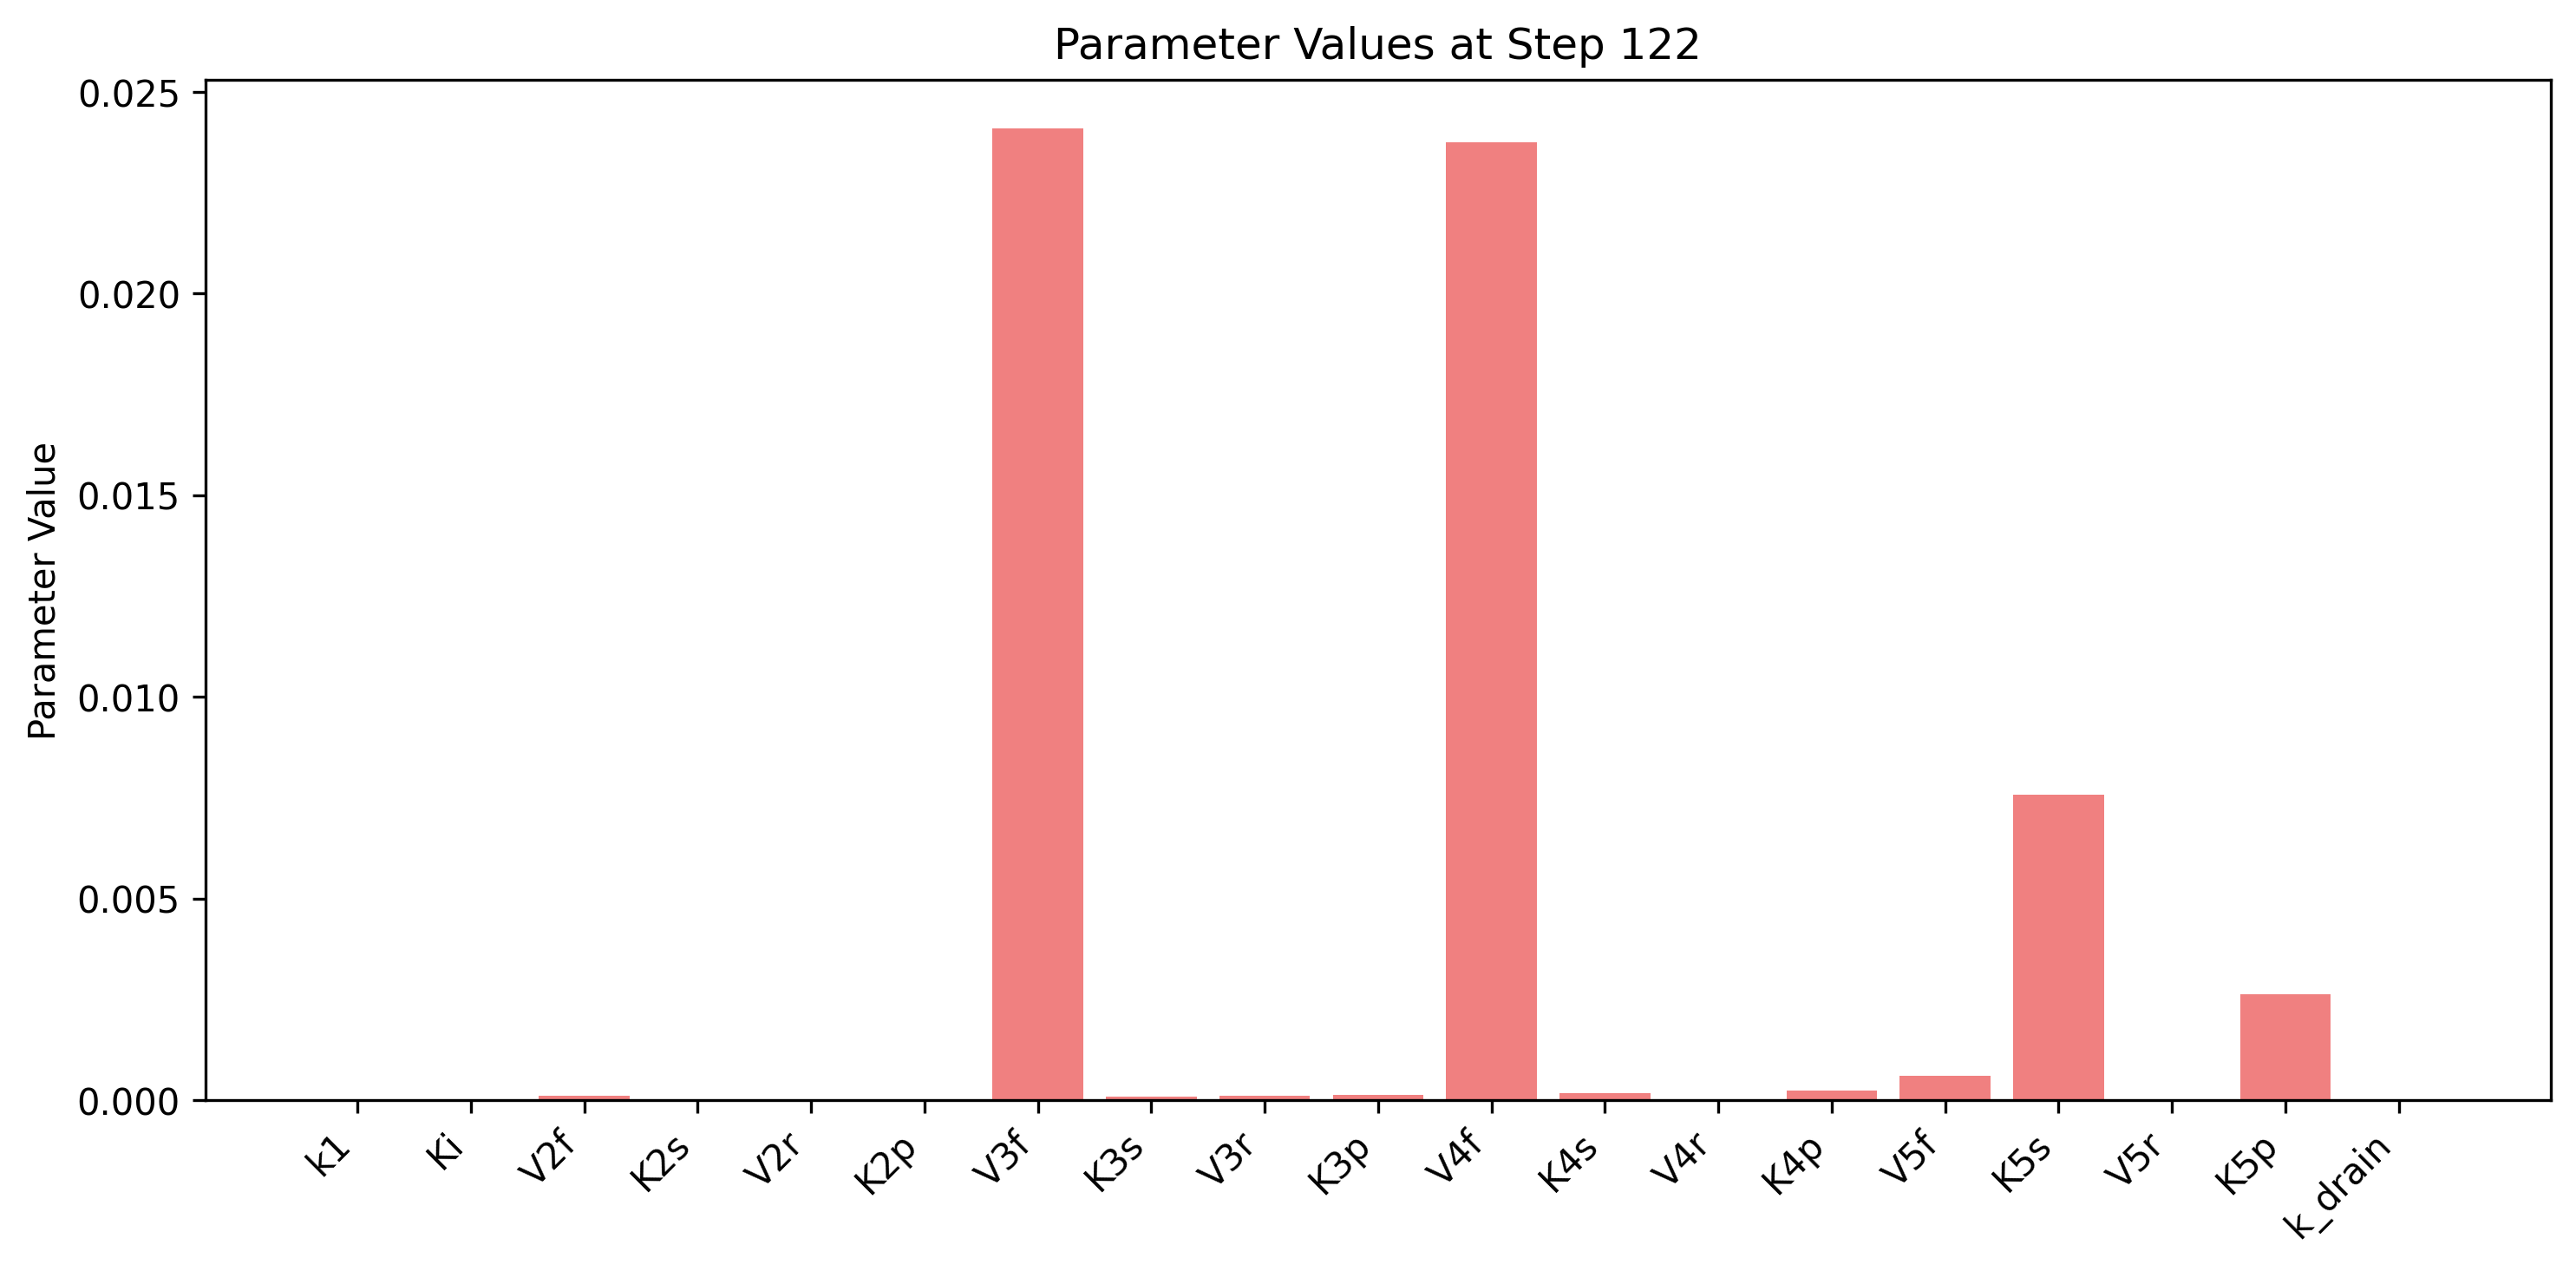 Parameter Values at Step 122
Parameter Value
0.025
0.020
0.015
0.010
0.005
0.000
k1
Ki
V2f
K2s
V2r
K2p
V3f
K3s
V3r
K3p
V4f
K4s
V4r
K4p
V5f
K5s
V5r
K5p
k_drain